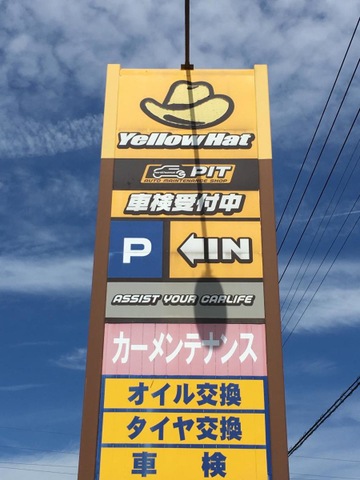 YellowHat
PIT
AUTO MAINTENANCE SHOP
車検受付中
P
IN
ASSIST YOUR CARLIFE
カーメンテナンス
オイル交換
タイヤ交換
車検